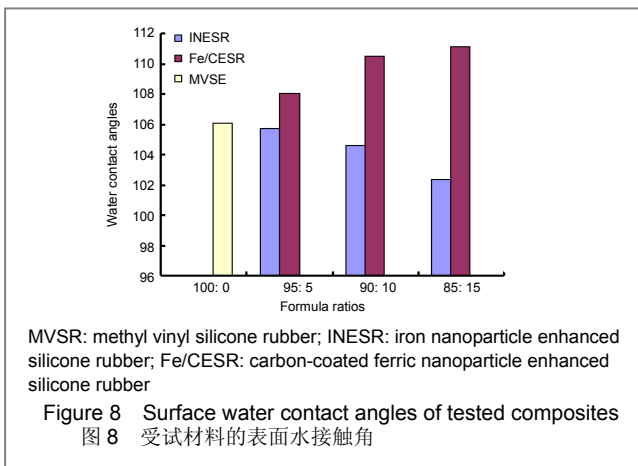 112
110
108
106
104
102
100
98
96
Water contact angles
INESR
Fe/CESR
MVSE
100: 0
95: 5
90: 10
85: 15
Formula ratios
MVSR: methyl vinyl silicone rubber; INESR: iron nanoparticle enhanced
silicone rubber; Fe/CESR: carbon-coated ferric nanoparticle enhanced
silicone rubber
Figure 8 Surface water contact angles of tested composites
图 8 受试材料的表面水接触角